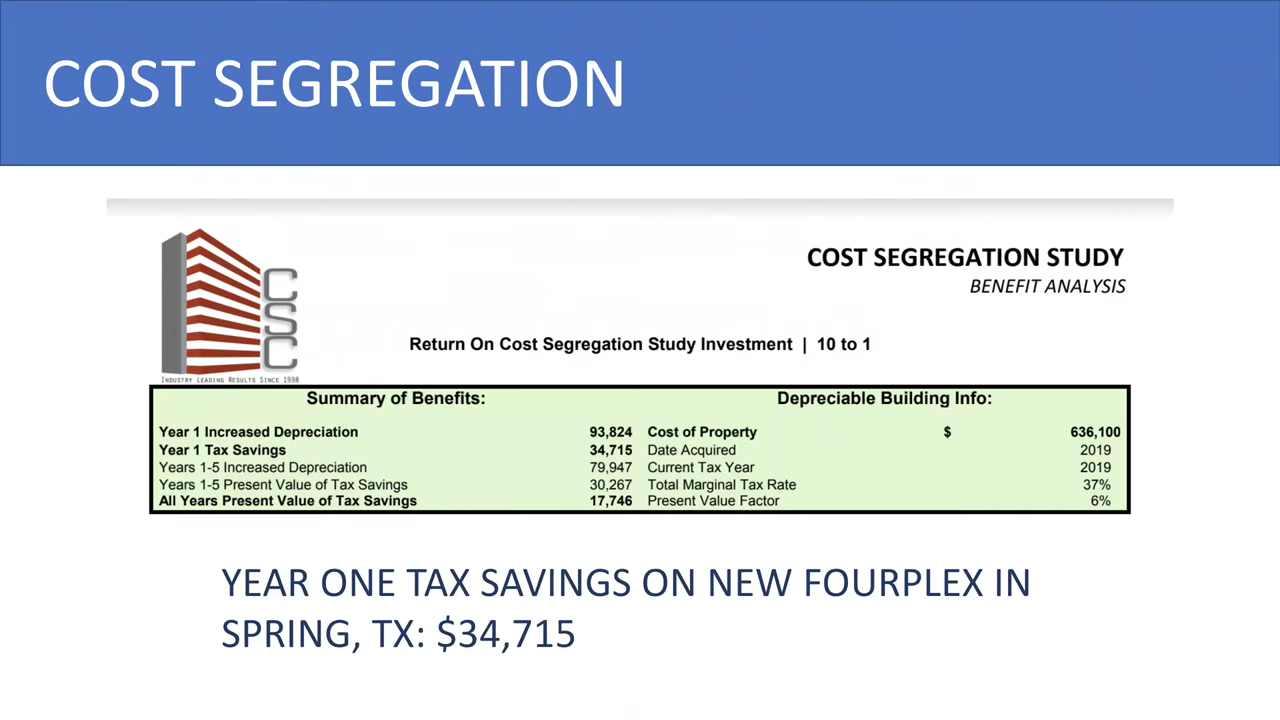 COST SEGREGATION
COST SEGREGATION STUDY
BENEFIT ANALYSIS
CSC
INDUSTRY LEADING RESULTS SINCE 1998
Return On Cost Segregation Study Investment | 10 to 1
Summary of Benefits: Depreciable Building Info:
Year 1 Increased Depreciation 93,824 Cost of Property $ 636,100
Year 1 Tax Savings 34,715 Date Acquired 2019
Years 1-5 Increased Depreciation 79,947 Current Tax Year 2019
Years 1-5 Present Value of Tax Savings 30,267 Total Marginal Tax Rate 37%
All Years Present Value of Tax Savings 17,746 Present Value Factor 6%
YEAR ONE TAX SAVINGS ON NEW FOURPLEX IN
SPRING, TX: $34,715